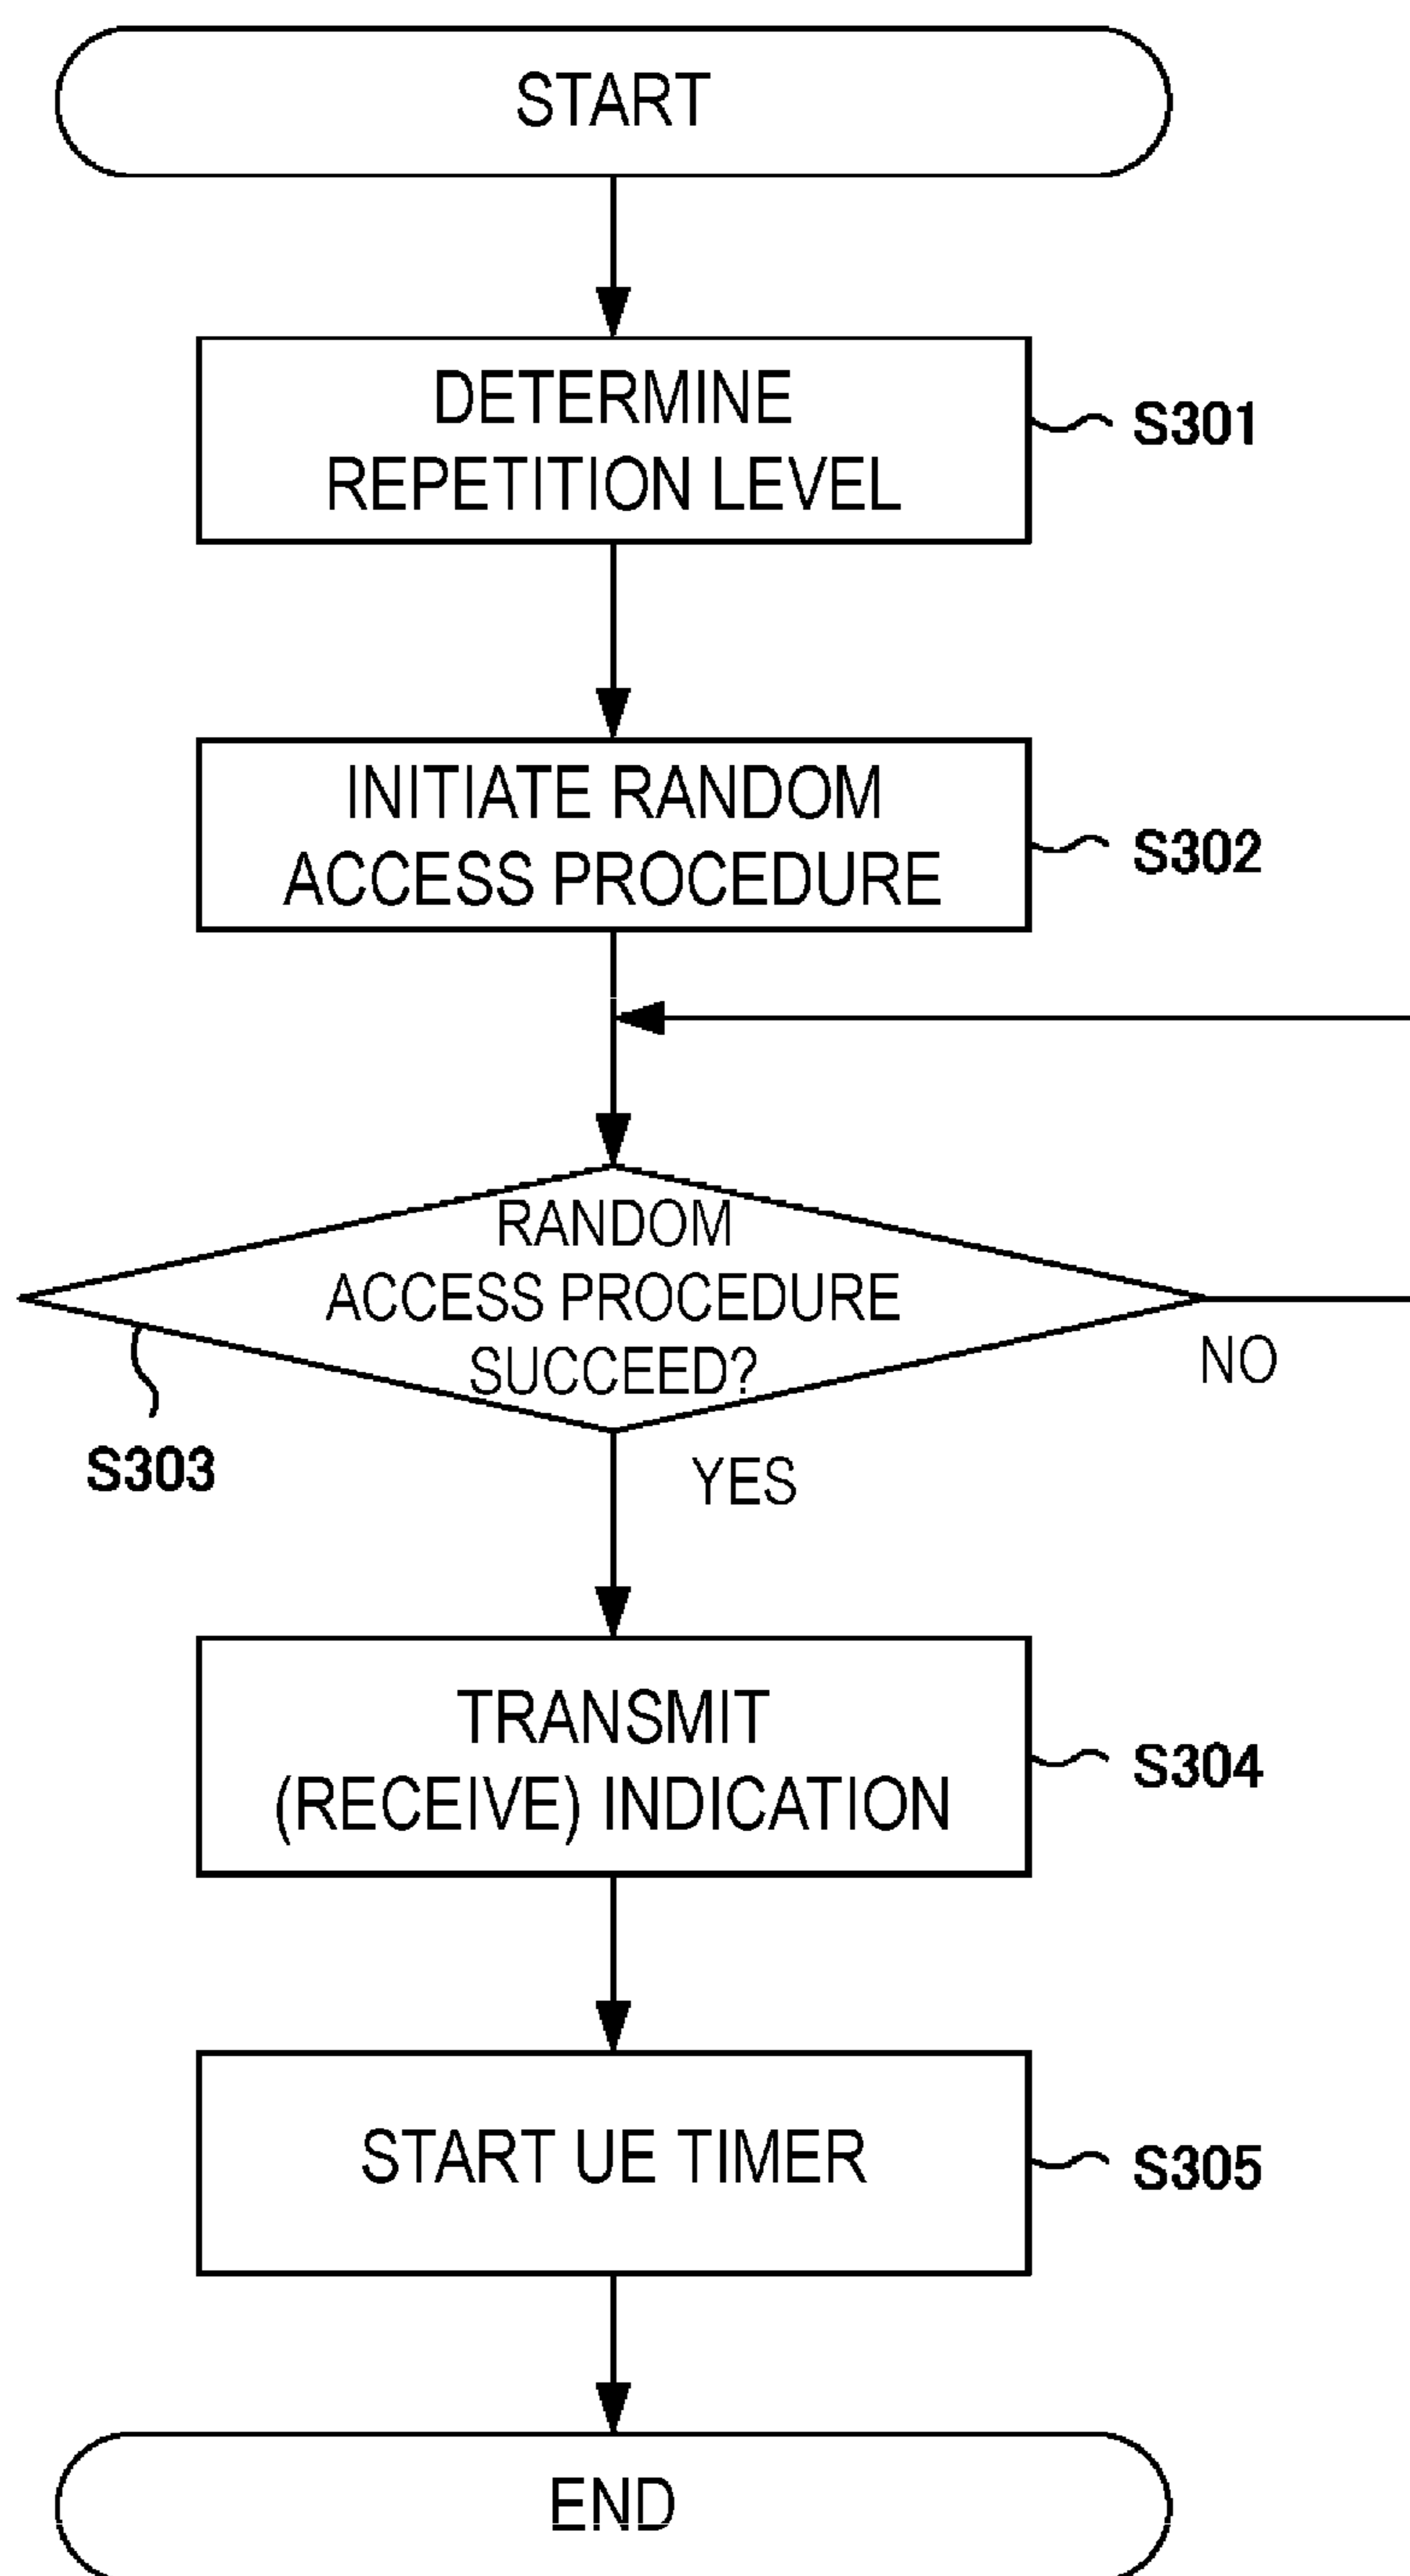 START
DETERMINE
REPETITION LEVEL
S301
INITIATE RANDOM
ACCESS PROCEDURE
S302
RANDOM
ACCESS PROCEDURE
SUCCEED?
NO
S303
YES
TRANSMIT
(RECEIVE) INDICATION
S304
START UE TIMER
S305
END